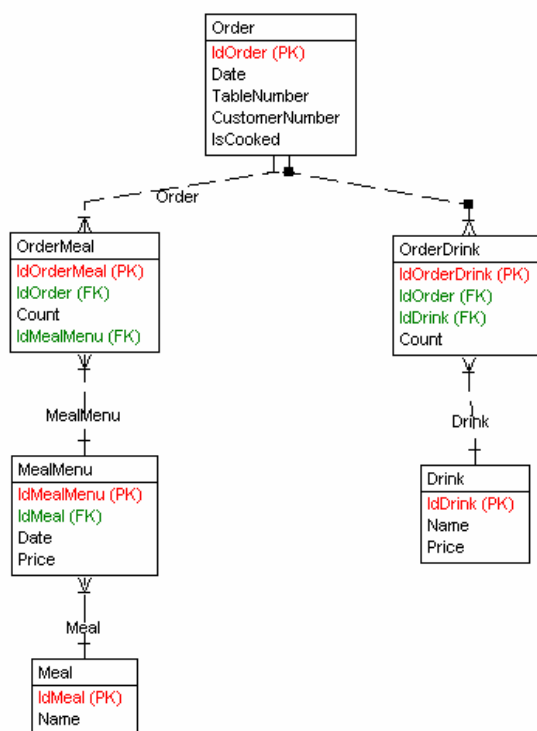 Order
IdOrder (PK)
Date
TableNumber
CustomerNumber
IsCooked
Order
OrderMeal
IdOrderMeal (PK)
IdOrder (FK)
Count
IdMealMenu (FK)
OrderDrink
IdOrderDrink (PK)
IdOrder (FK)
IdDrink (FK)
Count
MealMenu
Drink
MealMenu
IdMealMenu (PK)
IdMeal (FK)
Date
Price
Drink
IdDrink (PK)
Name
Price
Meal
Meal
IdMeal (PK)
Name